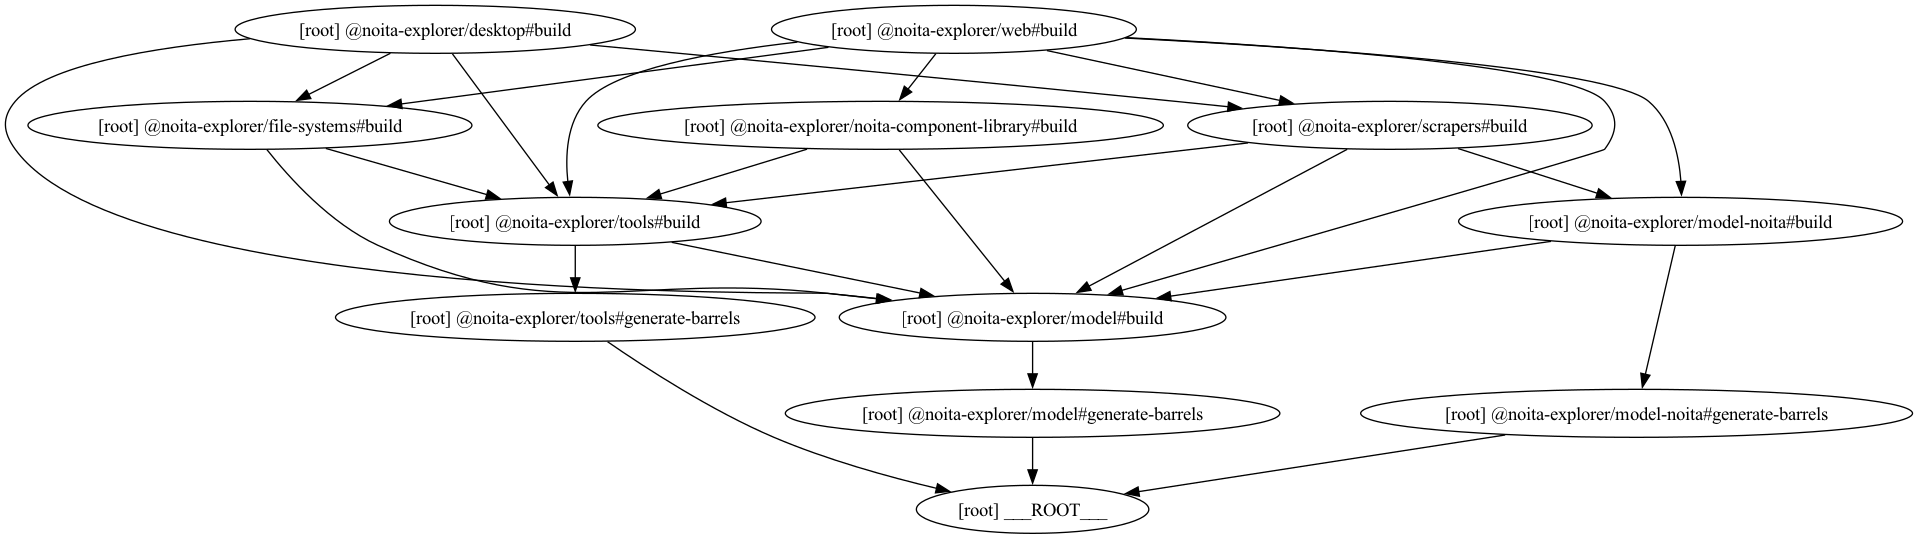 [root] @noita-explorer/desktop#build
[root] @noita-explorer/web#build
[root] @noita-explorer/file-systems#build
[root] @noita-explorer/noita-component-library#build
[root] @noita-explorer/scrapers#build
[root] @noita-explorer/tools#build
[root] @noita-explorer/model-noita#build
[root] @noita-explorer/tools#generate-barrels
[root] @noita-explorer/model#build
[root] @noita-explorer/model#generate-barrels
[root] @noita-explorer/model-noita#generate-barrels
[root] ___ROOT___